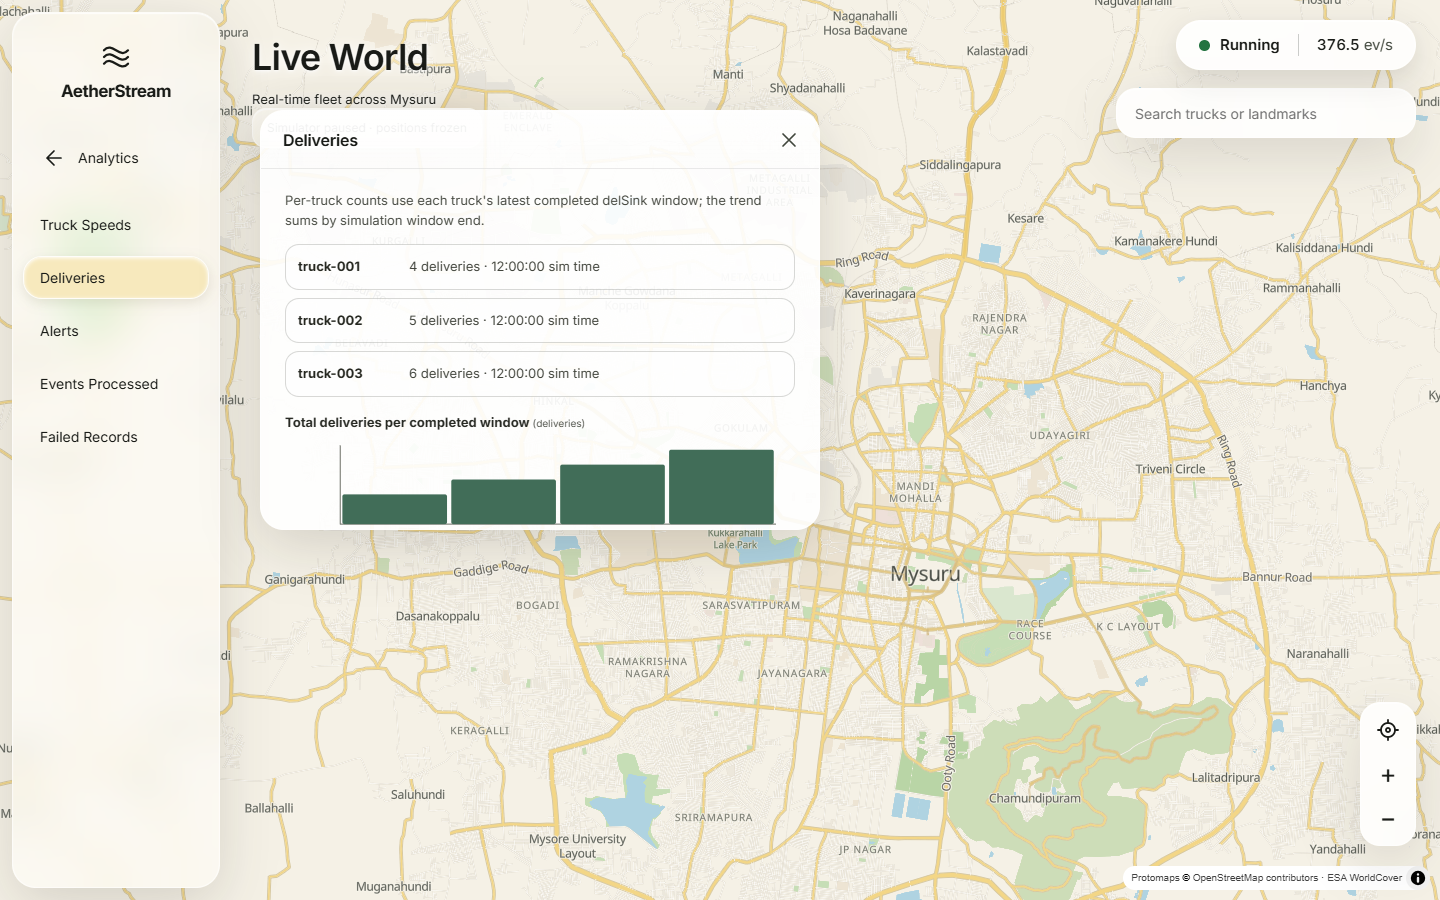 AetherStream
Analytics
Truck Speeds
Deliveries
Alerts
Events Processed
Failed Records
Live World
Real-time fleet across Mysuru
Simulator paused positions frozen
Deliveries
Per-truck counts use each truck's latest completed delSink window; the trend
sums by simulation window end.
truck-001 4 deliveries · 12:00:00 sim time
truck-002 5 deliveries · 12:00:00 sim time
truck-003 6 deliveries · 12:00:00 sim time
Total deliveries per completed window (deliveries)
Running 376.5 ev/s
Search trucks or landmarks
Naganahalli
Hosa Badavane
Kalastavadi
Manti
Shyadanahalli
Siddalingapura
Kesare
Kamanakere Hundi
Kalisiddana Hundi
Ring Road
Kaverinagara
Rammanahalli
RAJENDRA
NAGAR
Hanchya
UDAYAGIRI
Ring Road
Triveni Circle
MANDI
MOHALLA
Kukkarahalli
Lake Park
Mysuru
Bannur Road
Ganigarahundi
Gaddige Road
BOGADI
Dasanakoppalu
SARASVATIPURAM
RACE
COURSE
K C LAYOUT
Naranahalli
RAMAKRISHNA
NAGARA
JAYANAGARA
KERAGALLI
Ooty Road
Lalitadripura
Chamundipuram
Saluhundi
Ballahalli
SRIRAMAPURA
Mysore University
Layout
JP NAGAR
Yandahalli
Muganahundi
Protomaps © OpenStreetMap contributors · ESA WorldCover